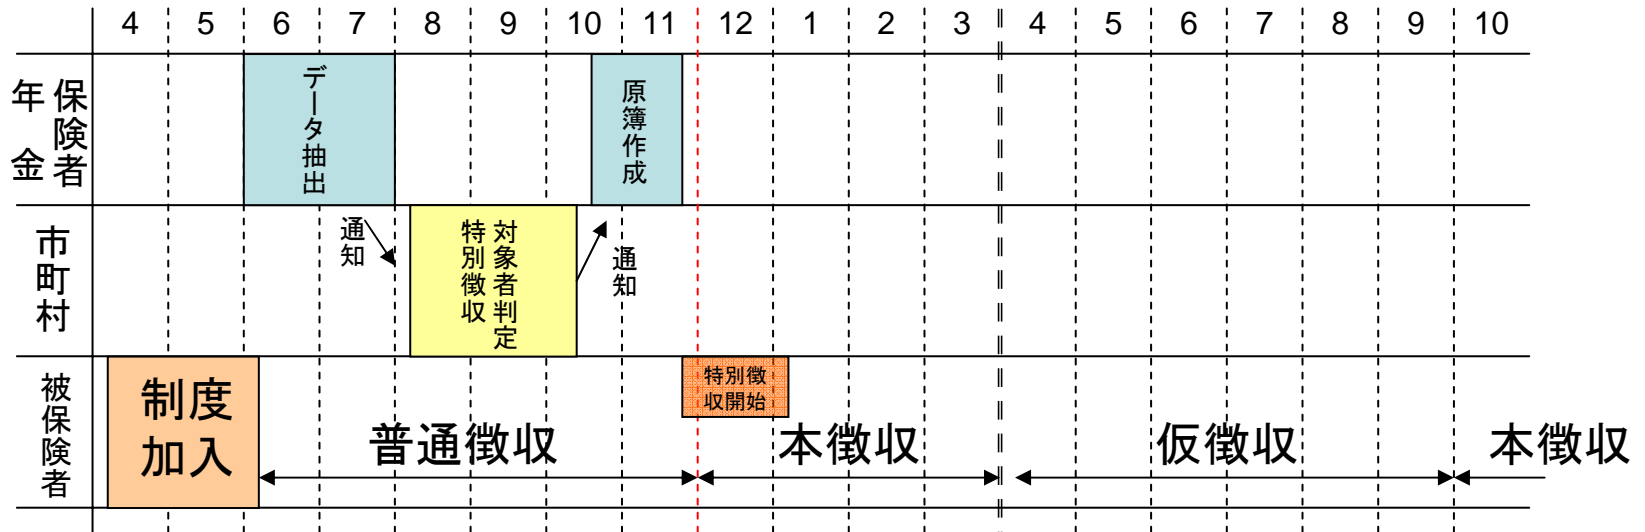 4 5 6 7 8 9 10 11 12 1 2 3 4 5 6 7 8 9 10
年金
保険者
データ抽出
原簿作成
市町村
通知
特別徴収
対象者判定
通知
被保険者
制度
加入
特別徴
収開始
普通徴収
本徴収
仮徴収
本徴収